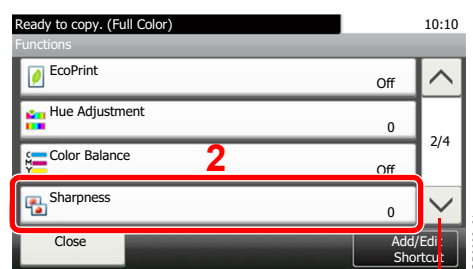 Ready to copy. (Full Color) 10:10
Functions
EcoPrint Off
Hue Adjustment 0
2/4
Color Balance Off
2
Sharpness 0
Close
Add/Edit
Shortcut